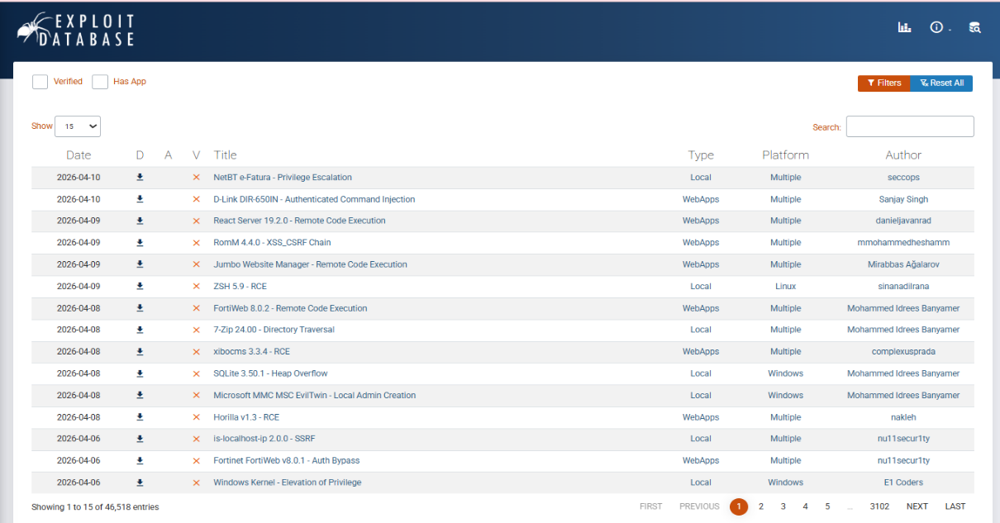 EXPLOIT
DATABASE
Verified Has App
Filters Reset All
Show 15
Search:
Date D A V Title Type Platform Author
2026-04-10 NetBT e-Fatura - Privilege Escalation Local Multiple seccops
2026-04-10 D-Link DIR-650IN - Authenticated Command Injection WebApps Multiple Sanjay Singh
2026-04-09 React Server 19.2.0 - Remote Code Execution WebApps Multiple danieljavanrad
2026-04-09 RomM 4.4.0 - XSS_CSRF Chain WebApps Multiple mmohammedheshamm
2026-04-09 Jumbo Website Manager - Remote Code Execution WebApps Multiple Mirabbas Ağalarov
2026-04-09 ZSH 5.9 - RCE Local Linux sinanadilrana
2026-04-08 FortiWeb 8.0.2 - Remote Code Execution WebApps Multiple Mohammed Idrees Banyamer
2026-04-08 7-Zip 24.00 - Directory Traversal Local Multiple Mohammed Idrees Banyamer
2026-04-08 xibocms 3.3.4 - RCE WebApps Multiple complexusprada
2026-04-08 SQLite 3.50.1 - Heap Overflow Local Windows Mohammed Idrees Banyamer
2026-04-08 Microsoft MMC MSC EvilTwin - Local Admin Creation Local Windows Mohammed Idrees Banyamer
2026-04-08 Horilla v1.3 - RCE WebApps Multiple nakleh
2026-04-06 is-localhost-ip 2.0.0 - SSRF Local Multiple nu11secur1ty
2026-04-06 Fortinet FortiWeb v8.0.1 - Auth Bypass WebApps Multiple nu11secur1ty
2026-04-06 Windows Kernel - Elevation of Privilege Local Windows E1 Coders
Showing 1 to 15 of 46,518 entries FIRST PREVIOUS 1 2 3 4 5 … 3102 NEXT LAST